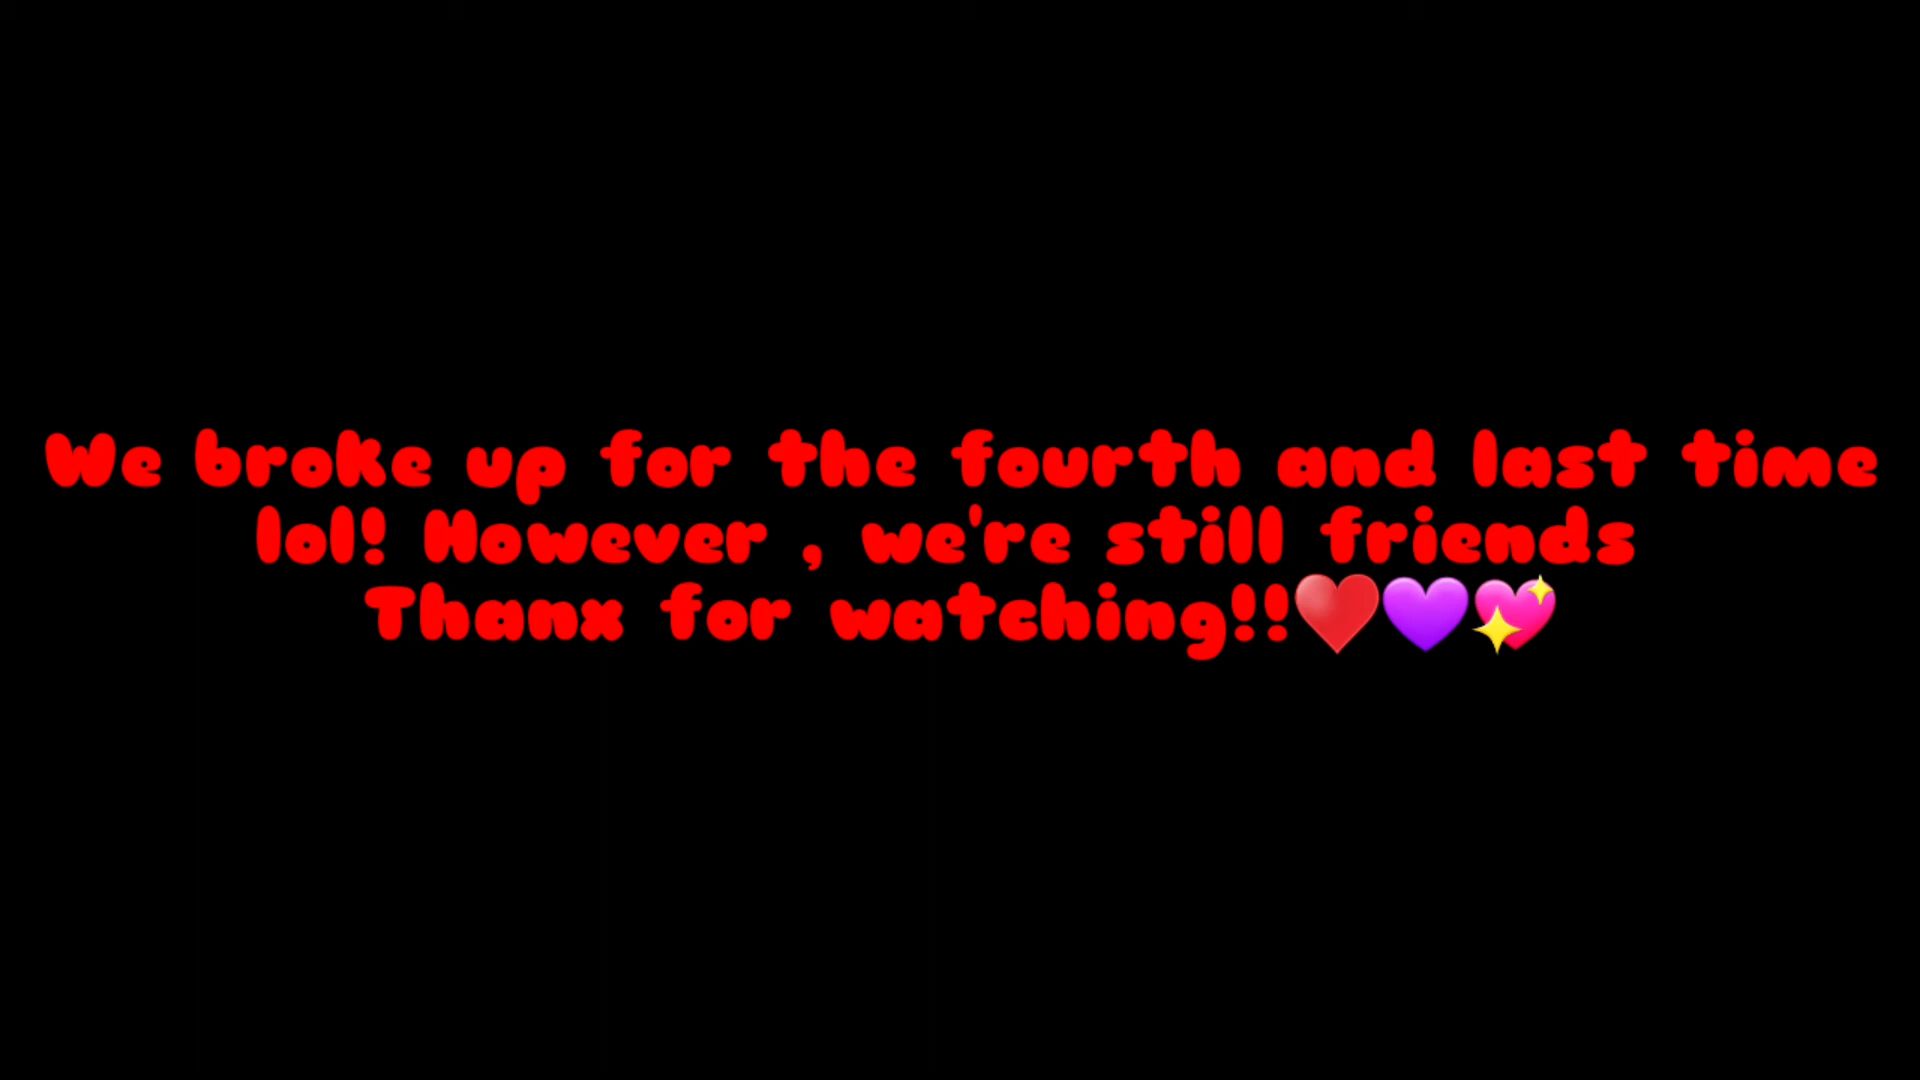 We broke up for the fourth and last time
lol! However , we're still friends
Thanx for watching!!❤️💜💖